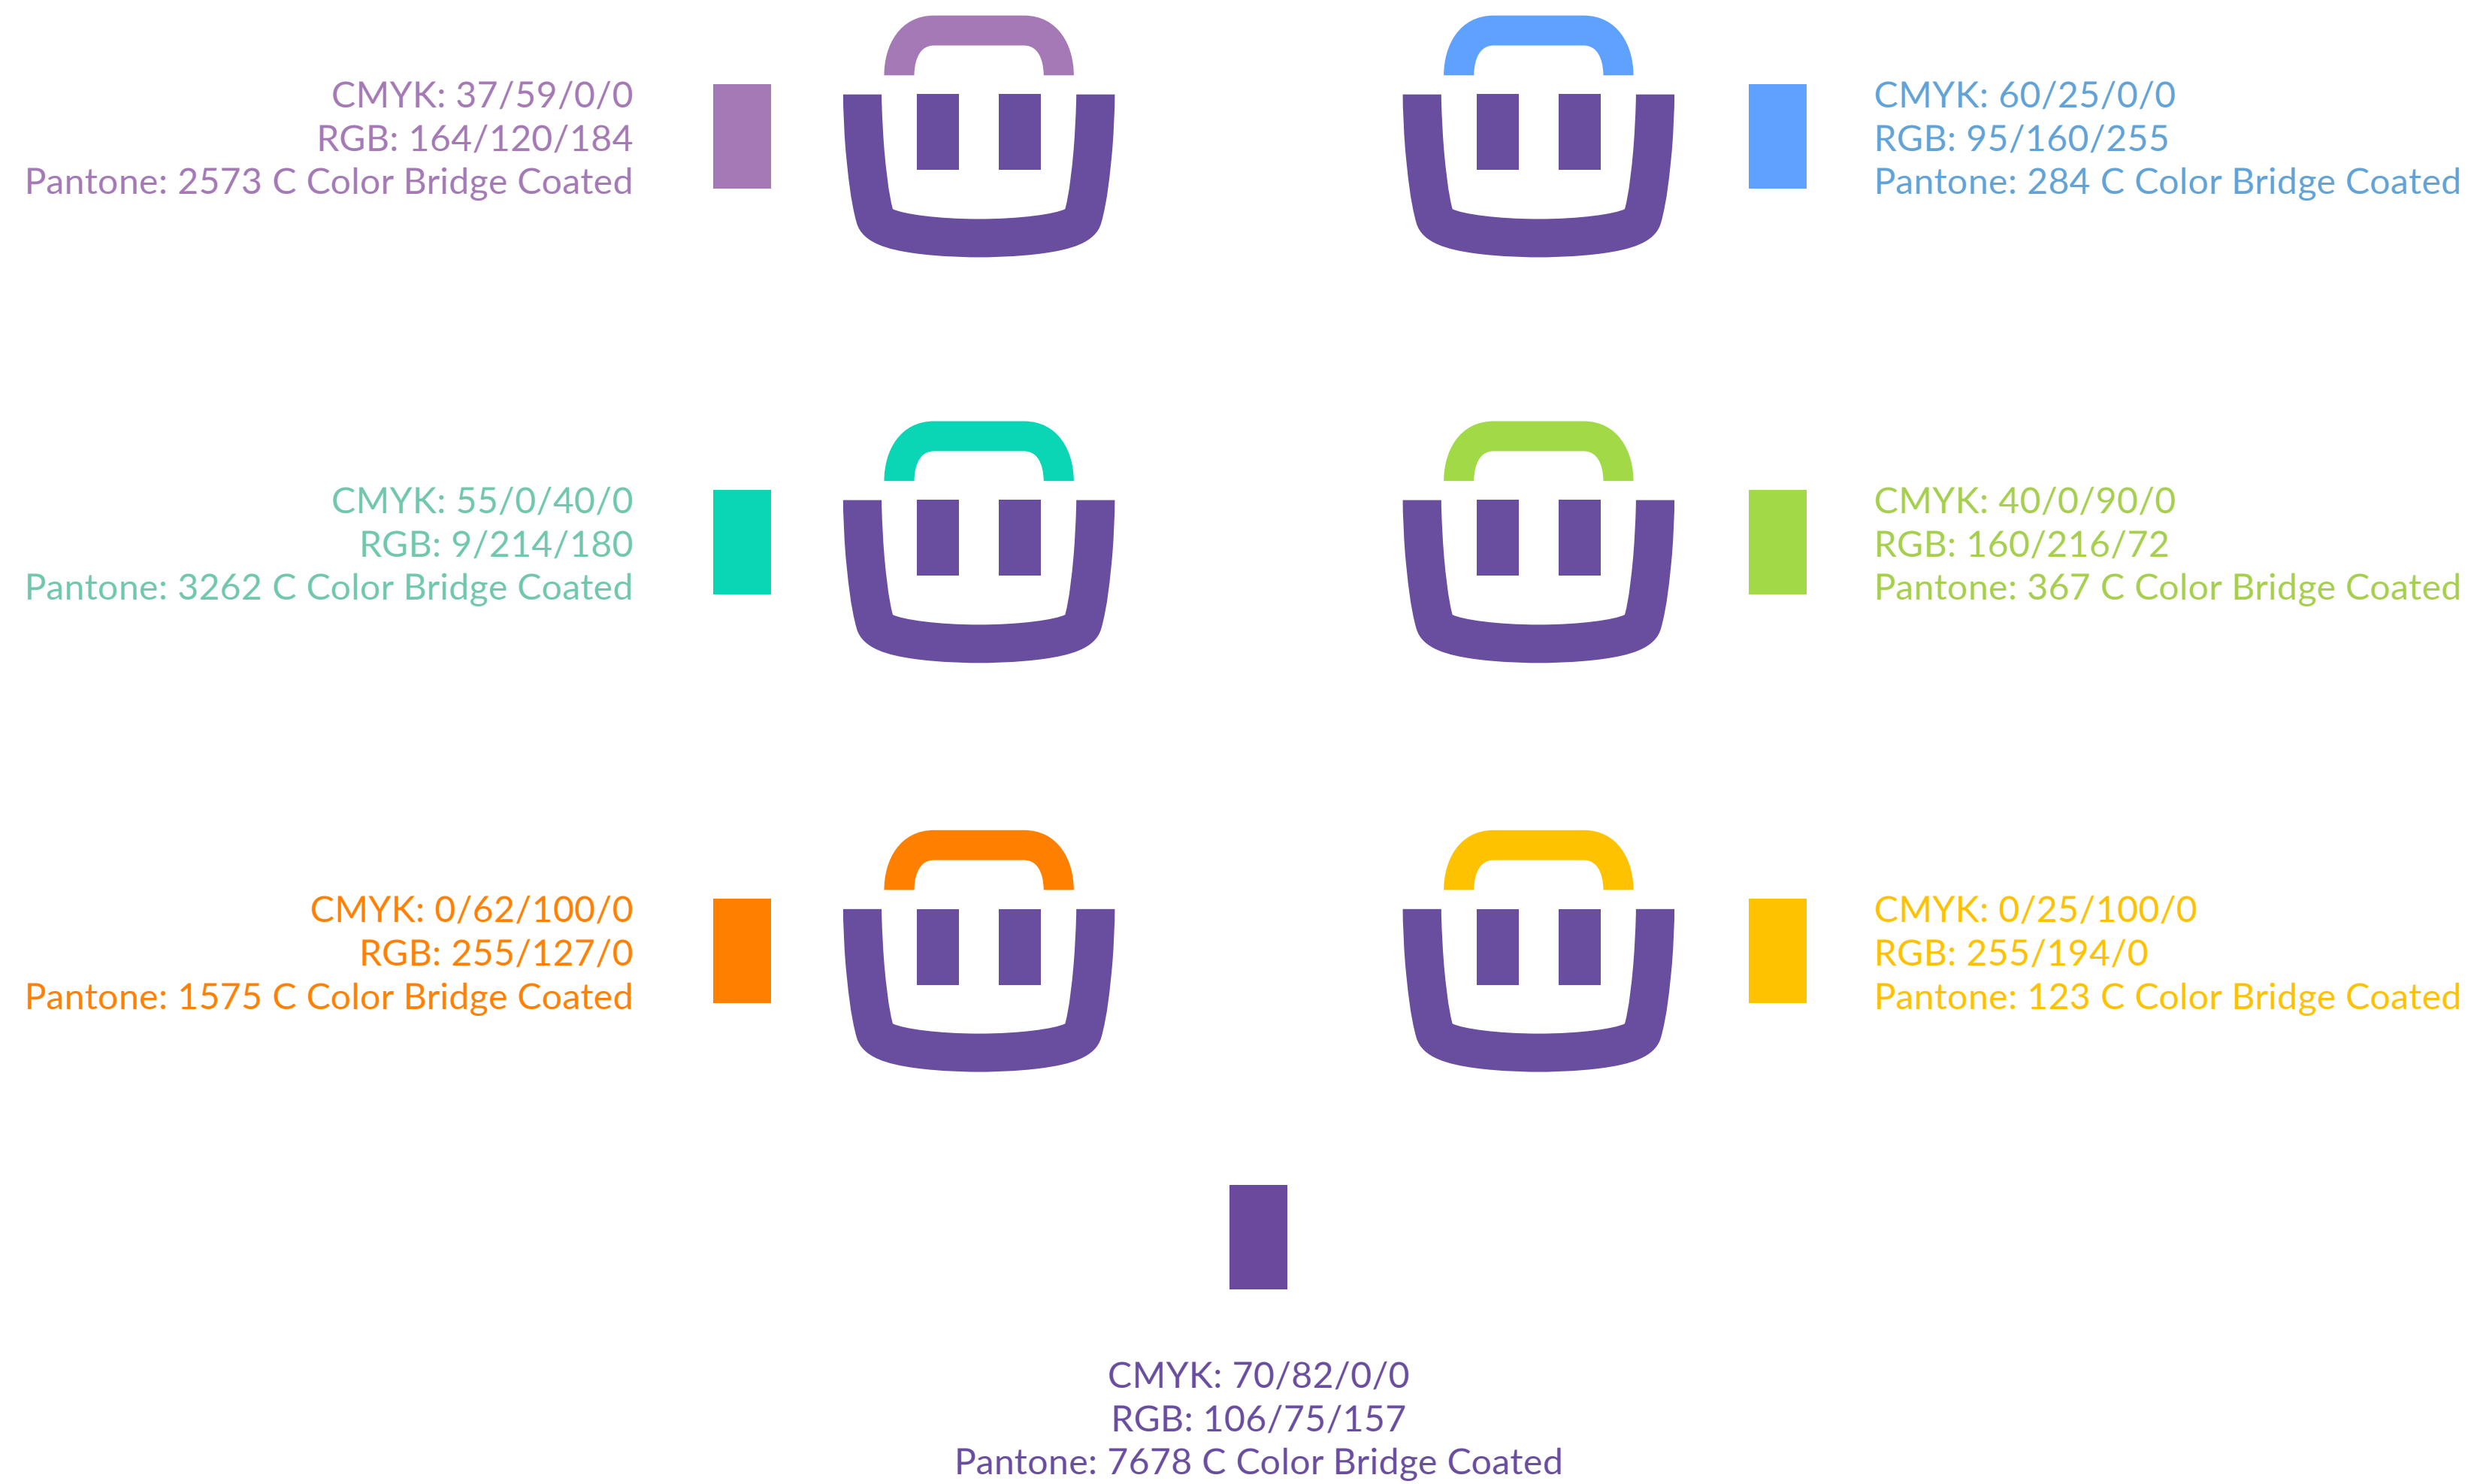 CMYK: 37/59/0/0
RGB: 164/120/184
Pantone: 2573 C Color Bridge Coated
CMYK: 60/25/0/0
RGB: 95/160/255
Pantone: 284 C Color Bridge Coated
CMYK: 55/0/40/0
RGB: 9/214/180
Pantone: 3262 C Color Bridge Coated
CMYK: 40/0/90/0
RGB: 160/216/72
Pantone: 367 C Color Bridge Coated
CMYK: 0/62/100/0
RGB: 255/127/0
Pantone: 1575 C Color Bridge Coated
CMYK: 0/25/100/0
RGB: 255/194/0
Pantone: 123 C Color Bridge Coated
CMYK: 70/82/0/0
RGB: 106/75/157
Pantone: 7678 C Color Bridge Coated